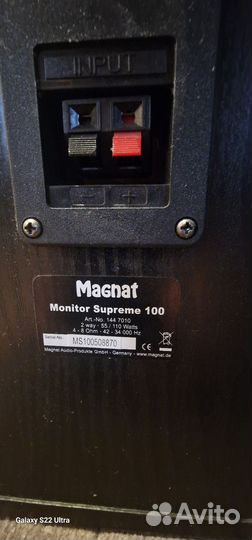 INPUT
− +
Magnat
Monitor Supreme 100
Art.-No. 144 7010
2 way - 55 / 110 Watts
4 - 8 Ohm - 42 - 34 000 Hz
Serial No.: MS100508870
Magnat Audio-Produkte GmbH - Germany - www.magnat.de
Galaxy S22 Ultra
Avito